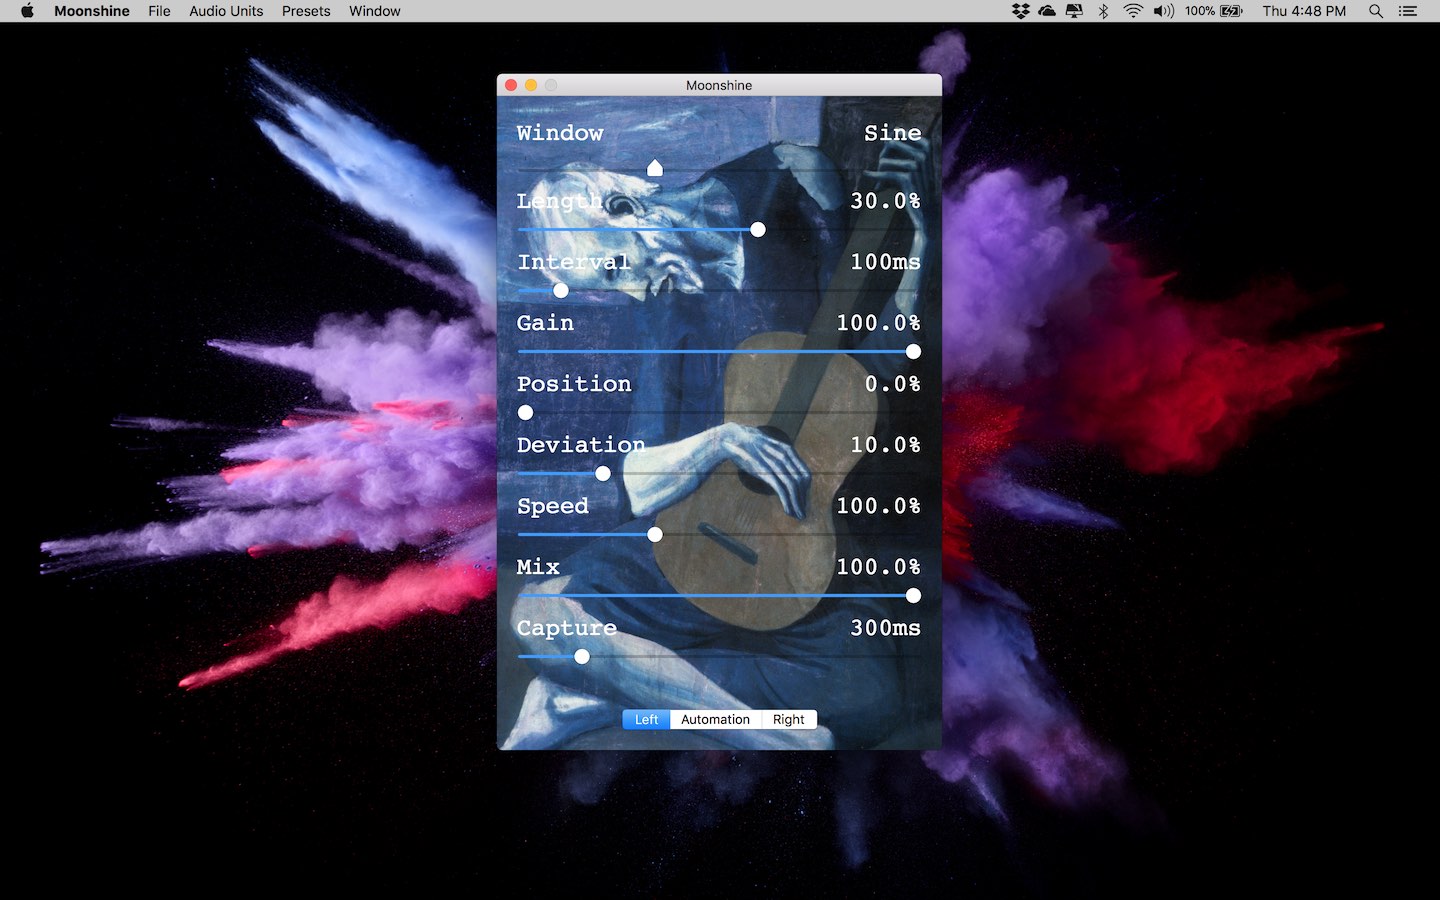 Moonshine File Audio Units Presets Window 100% Thu 4:48 PM
Moonshine
Window Sine
Length 30.0%
Interval 100ms
Gain 100.0%
Position 0.0%
Deviation 10.0%
Speed 100.0%
Mix 100.0%
Capture 300ms
Left Automation Right